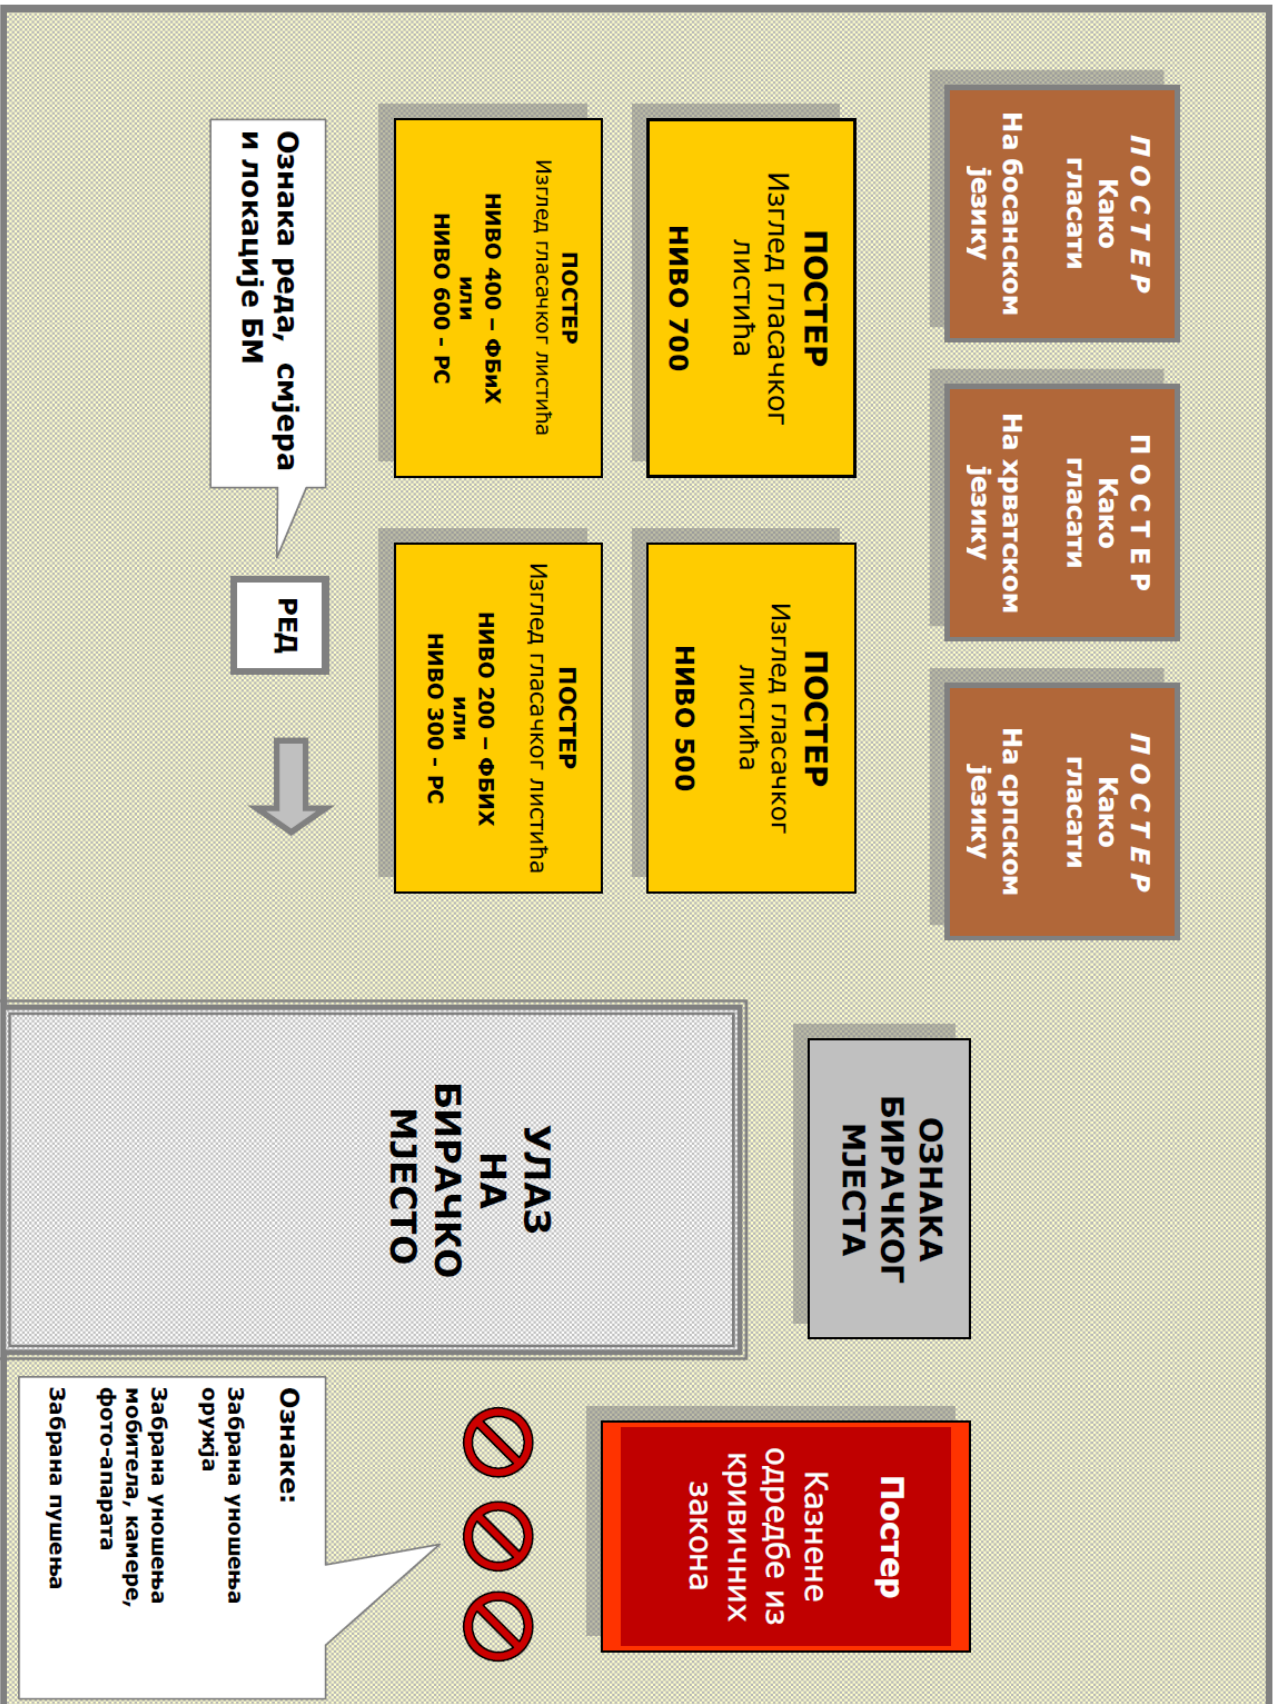 ПОСТЕР
Како
гласати
На босанском
језику
ПОСТЕР
Како
гласати
На хрватском
језику
ПОСТЕР
Како
гласати
На српском
језику
ПОСТЕР
Изглед гласачког
листића
НИВО 700
ПОСТЕР
Изглед гласачког
листића
НИВО 500
ПОСТЕР
Изглед гласачког листића
НИВО 400 – ФБиХ
или
НИВО 600 - РС
ПОСТЕР
Изглед гласачког листића
НИВО 200 – ФБИХ
или
НИВО 300 - РС
Ознака реда, смјера
и локације БМ
РЕД
ОЗНАКА
БИРАЧКОГ
МЈЕСТА
УЛАЗ
НА
БИРАЧКО
МЈЕСТО
Постер
Казнене
одредбе из
кривичних
закона
Ознаке:
Забрана уношења
оружја
Забрана уношења
мобитела, камере,
фото-апарата
Забрана пушења